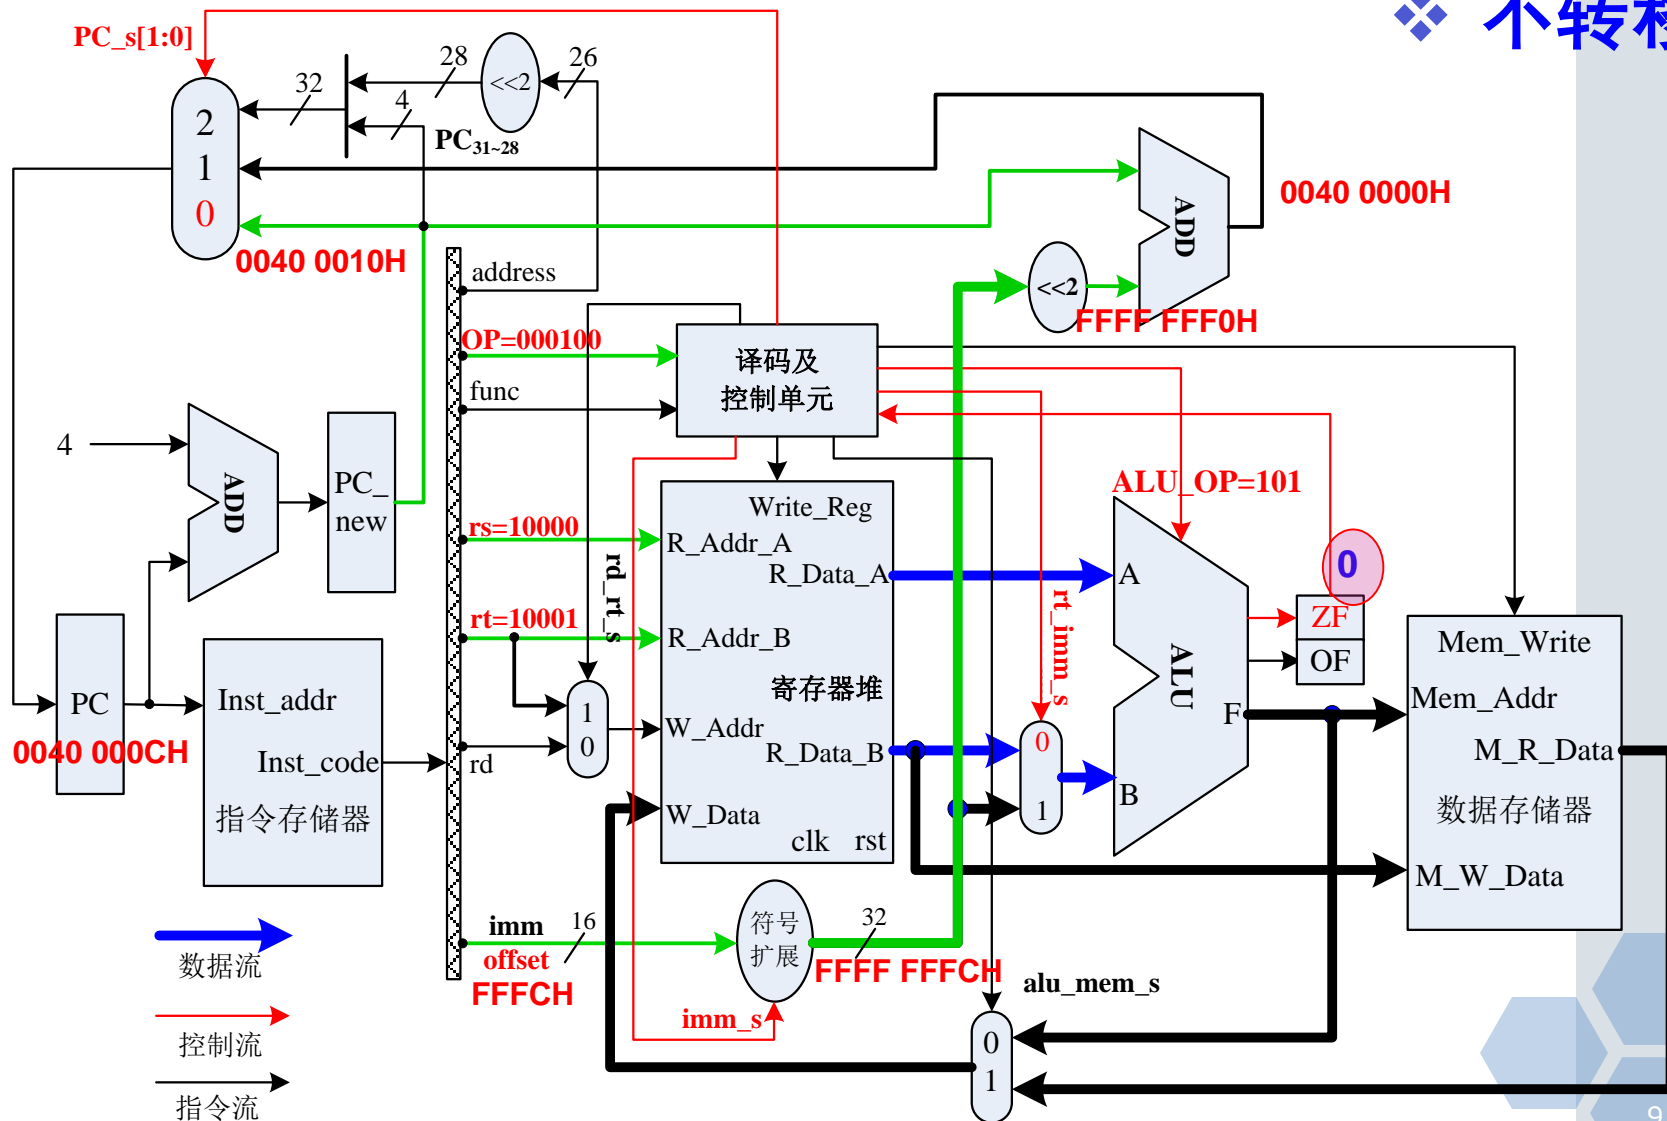 不转移
PC_s[1:0]
28
26
<<2
32
4
2
1
0
PC31~28
0040 0010H
ADD
0040 0000H
<<2
FFFF FFF0H
address
OP=000100
func
译码及
控制单元
4
ADD
PC_
new
ALU_OP=101
rs=10000
rt=10001
rd
rd_rt_s
1
0
Write_Reg
R_Addr_A
R_Data_A
R_Addr_B
寄存器堆
W_Addr
R_Data_B
W_Data
clk rst
rt_imm_s
0
1
A
B
ALU
F
0
ZF
OF
Mem_Write
Mem_Addr
M_R_Data
数据存储器
M_W_Data
PC
0040 000CH
Inst_addr
Inst_code
指令存储器
imm
offset
FFFCH
16
符号
扩展
32
FFFF FFFCH
imm_s
alu_mem_s
0
1
数据流
控制流
指令流
9